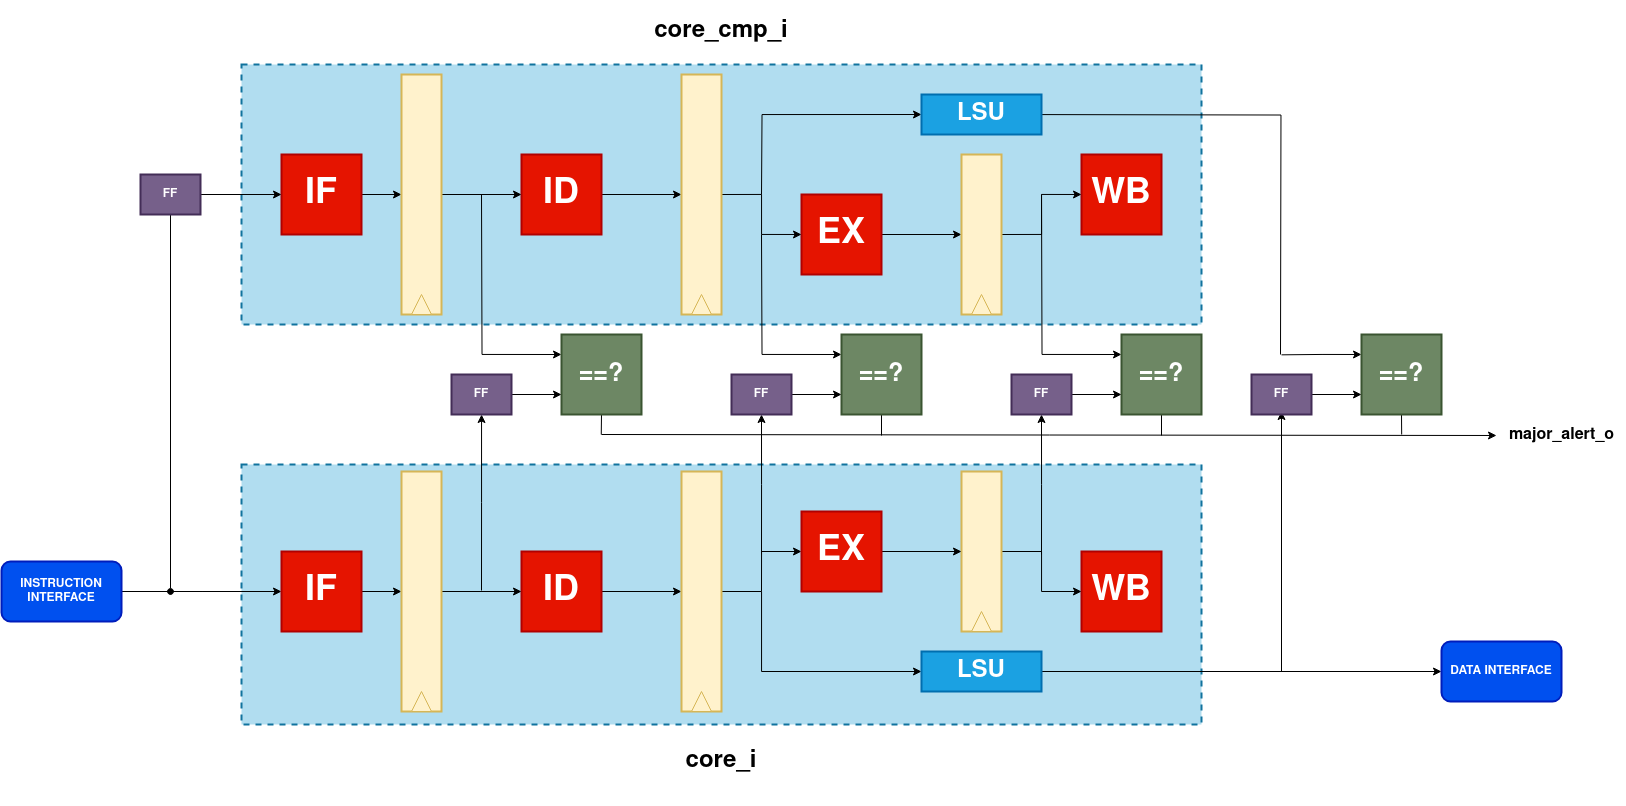 core_cmp_i
LSU
FF
IF
ID
EX
WB
==?
==?
==?
==?
FF
FF
FF
FF
major_alert_o
EX
INSTRUCTION
INTERFACE
IF
ID
WB
LSU
DATA INTERFACE
core_i